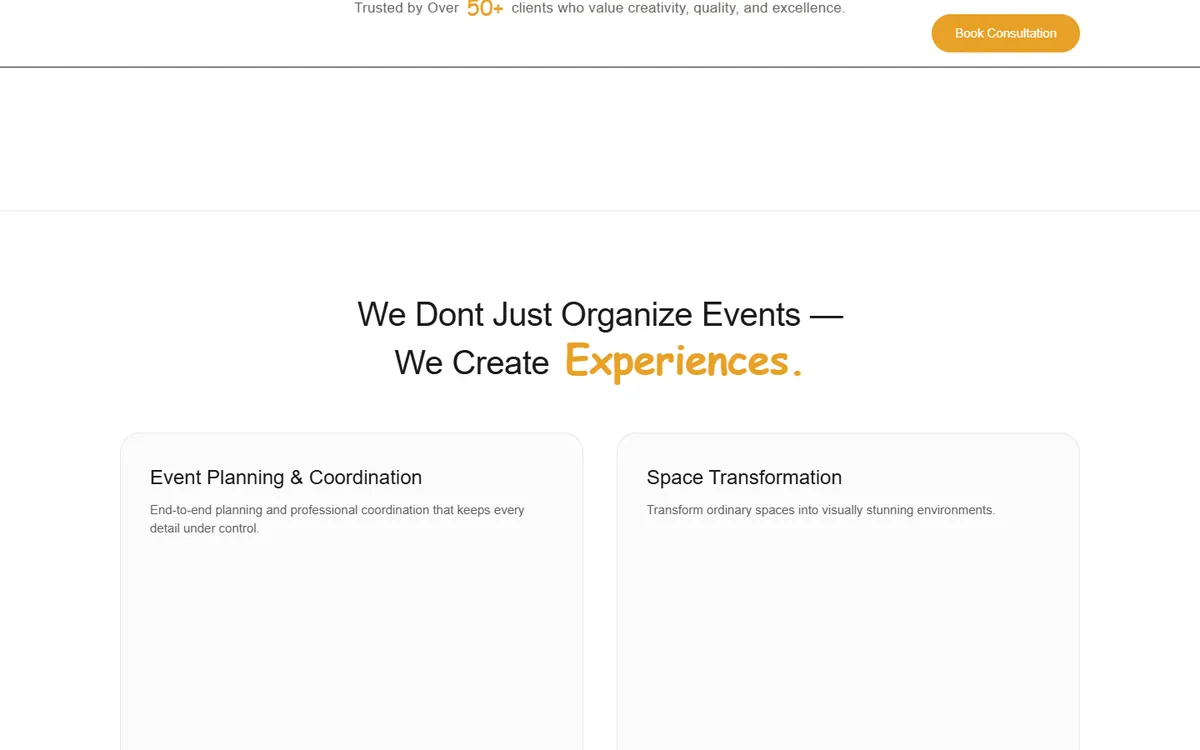 Trusted by Over 50+ clients who value creativity, quality, and excellence.
Book Consultation
We Dont Just Organize Events —
We Create Experiences.
Event Planning & Coordination
End-to-end planning and professional coordination that keeps every
detail under control.
Space Transformation
Transform ordinary spaces into visually stunning environments.